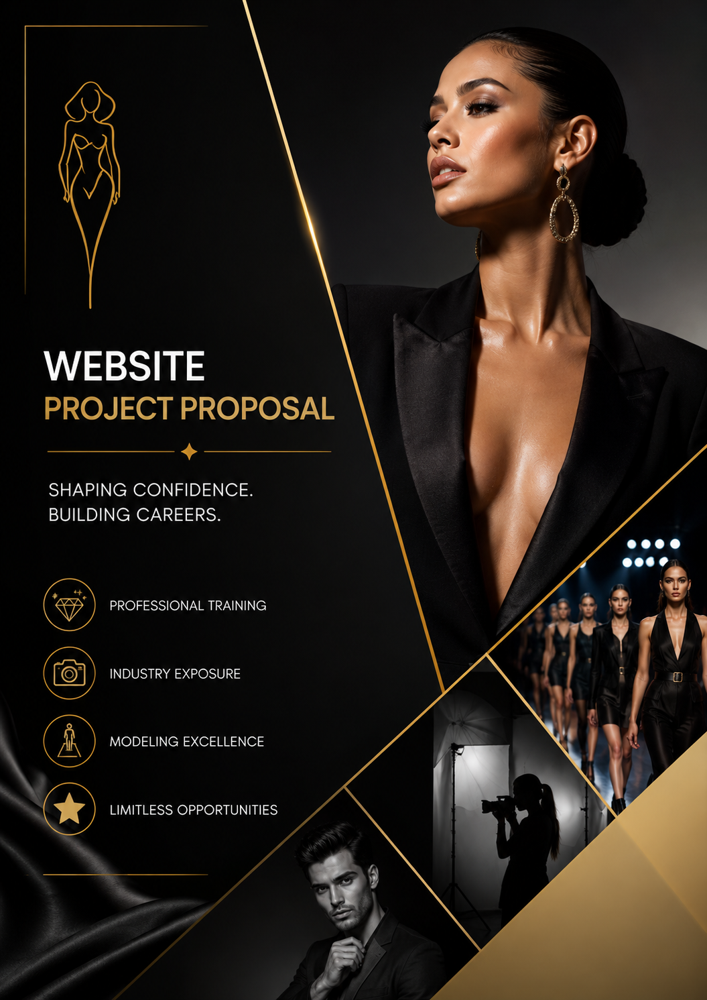 WEBSITE
PROJECT PROPOSAL
SHAPING CONFIDENCE.
BUILDING CAREERS.
PROFESSIONAL TRAINING
INDUSTRY EXPOSURE
MODELING EXCELLENCE
LIMITLESS OPPORTUNITIES